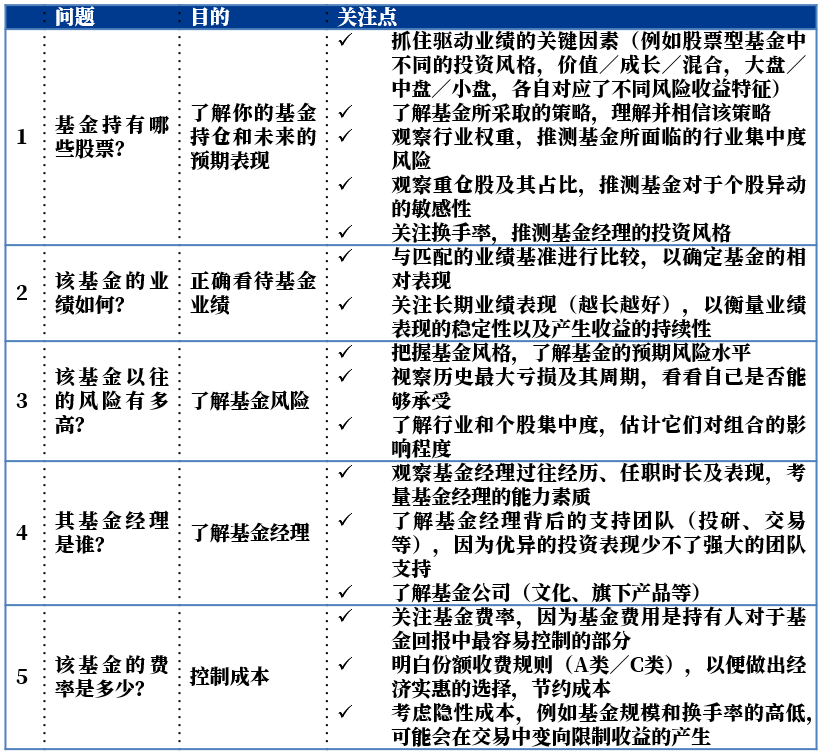 问题 目的 关注点
1
基金持有哪
些股票？
了解你的基金
持仓和未来的
预期表现
✓ 抓住驱动业绩的关键因素（例如股票型基金中
不同的投资风格，价值／成长／混合，大盘／
中盘／小盘，各自对应了不同风险收益特征）
✓ 了解基金所采取的策略，理解并相信该策略
✓ 观察行业权重，推测基金所面临的行业集中度
风险
✓ 观察重仓股及其占比，推测基金对于个股异动
的敏感性
✓ 关注换手率，推测基金经理的投资风格
2
该基金的业
绩如何？
正确看待基金
业绩
✓ 与匹配的业绩基准进行比较，以确定基金的相
对表现
✓ 关注长期业绩表现（越长越好），以衡量业绩
表现的稳定性以及产生收益的持续性
3
该基金以往
的风险有多
高？
了解基金风险
✓ 把握基金风格，了解基金的预期风险水平
✓ 视察历史最大亏损及其周期，看看自己是否能
够承受
✓ 了解行业和个股集中度，估计它们对组合的影
响程度
4
其基金经理
是谁？
了解基金经理
✓ 观察基金经理过往经历、任职时长及表现，考
量基金经理的能力素质
✓ 了解基金经理背后的支持团队（投研、交易
等），因为优异的投资表现少不了强大的团队
支持
✓ 了解基金公司（文化、旗下产品等）
5
该基金的费
率是多少？
控制成本
✓ 关注基金费率，因为基金费用是持有人对于基
金回报中最容易控制的部分
✓ 明白份额收费规则（A类／C类），以便做出经
济实惠的选择，节约成本
✓ 考虑隐性成本，例如基金规模和换手率的高低，
可能会在交易中变向限制收益的产生